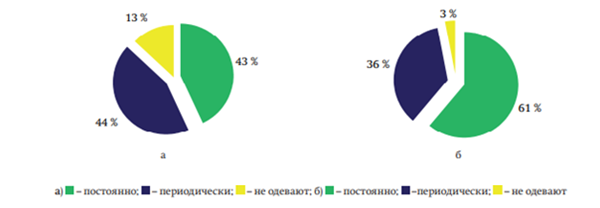 13 %
43 %
44 %
а
3 %
36 %
61 %
б
а) – постоянно; – периодически; – не одевают; б) – постоянно; –периодически; – не одевают